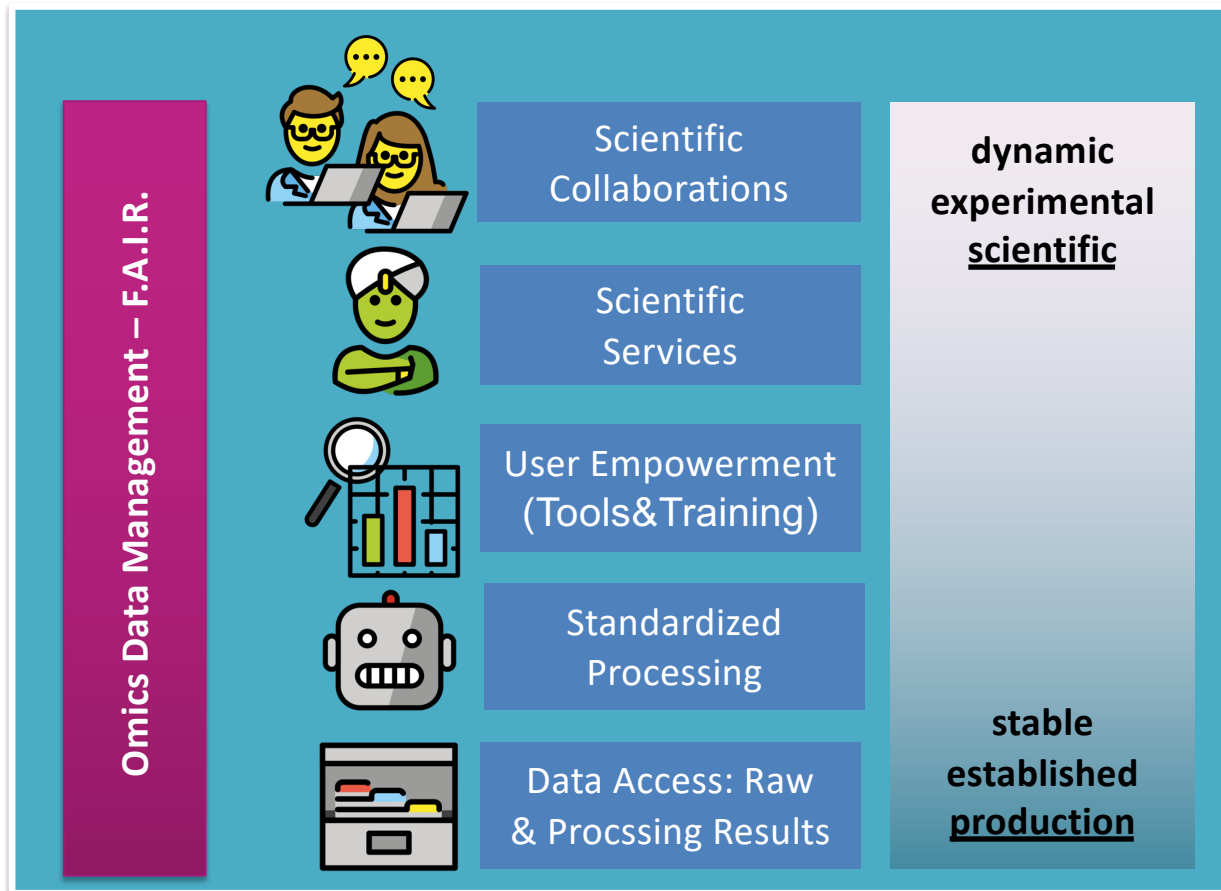 Omics Data Management – F.A.I.R.
Scientific
Collaborations
Scientific
Services
User Empowerment
(Tools&Training)
Standardized
Processing
Data Access: Raw
& Procssing Results
dynamic
experimental
scientific
stable
established
production